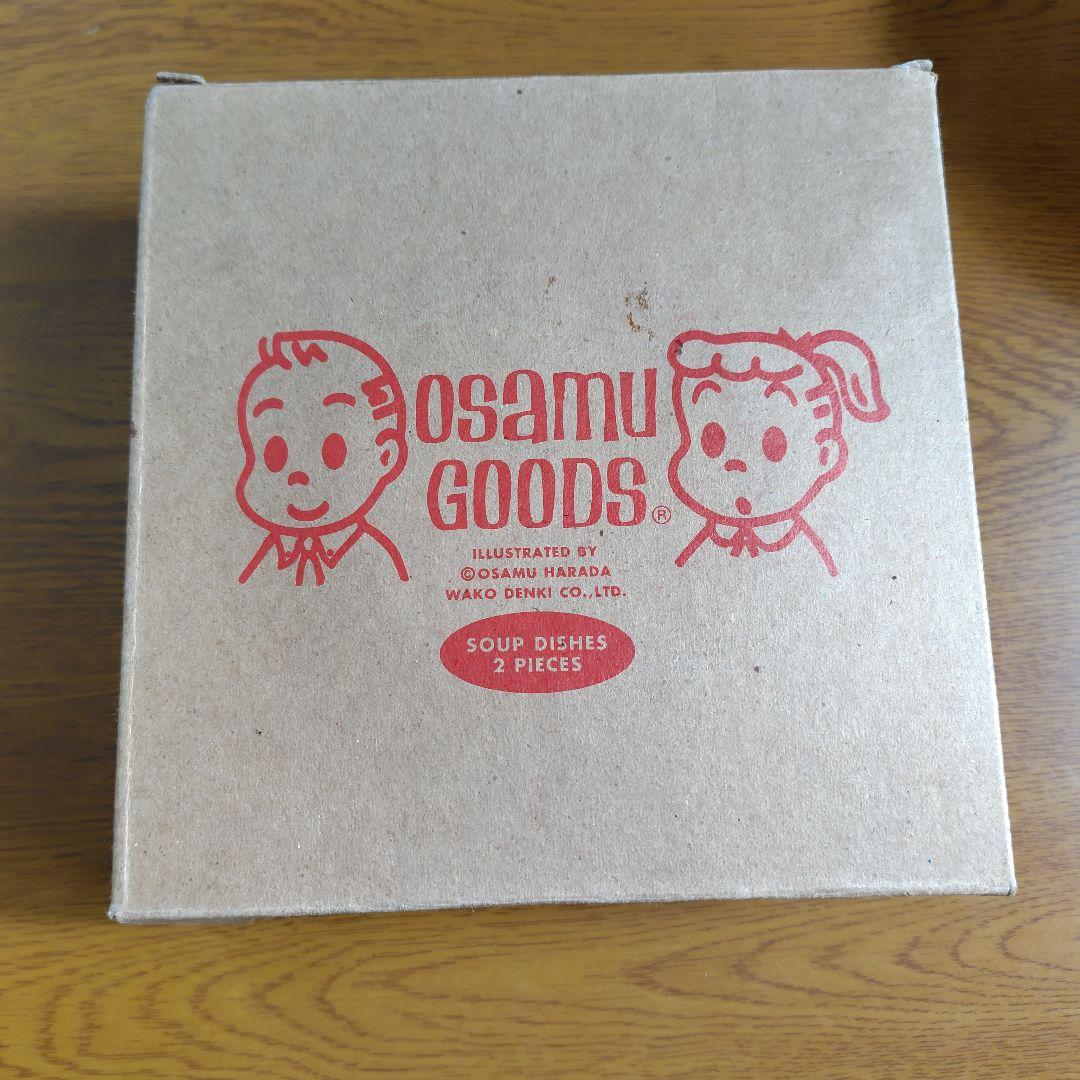 OSAMU
GOODS®
ILLUSTRATED BY
©OSAMU HARADA
WAKO DENKI CO.,LTD.
SOUP DISHES
2 PIECES